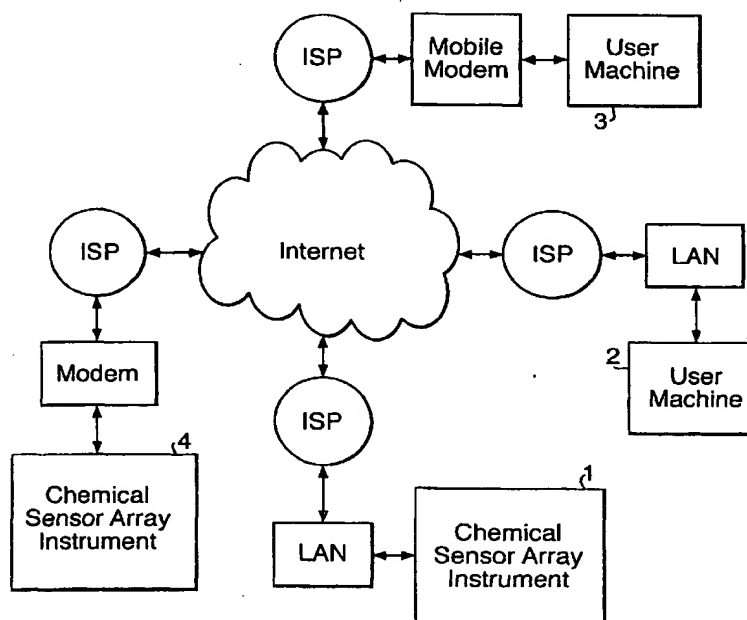 ISP
Mobile
Modem
User
Machine
3
ISP
Internet
ISP
LAN
Modem
ISP
2
User
Machine
4
Chemical
Sensor Array
Instrument
LAN
1
Chemical
Sensor Array
Instrument